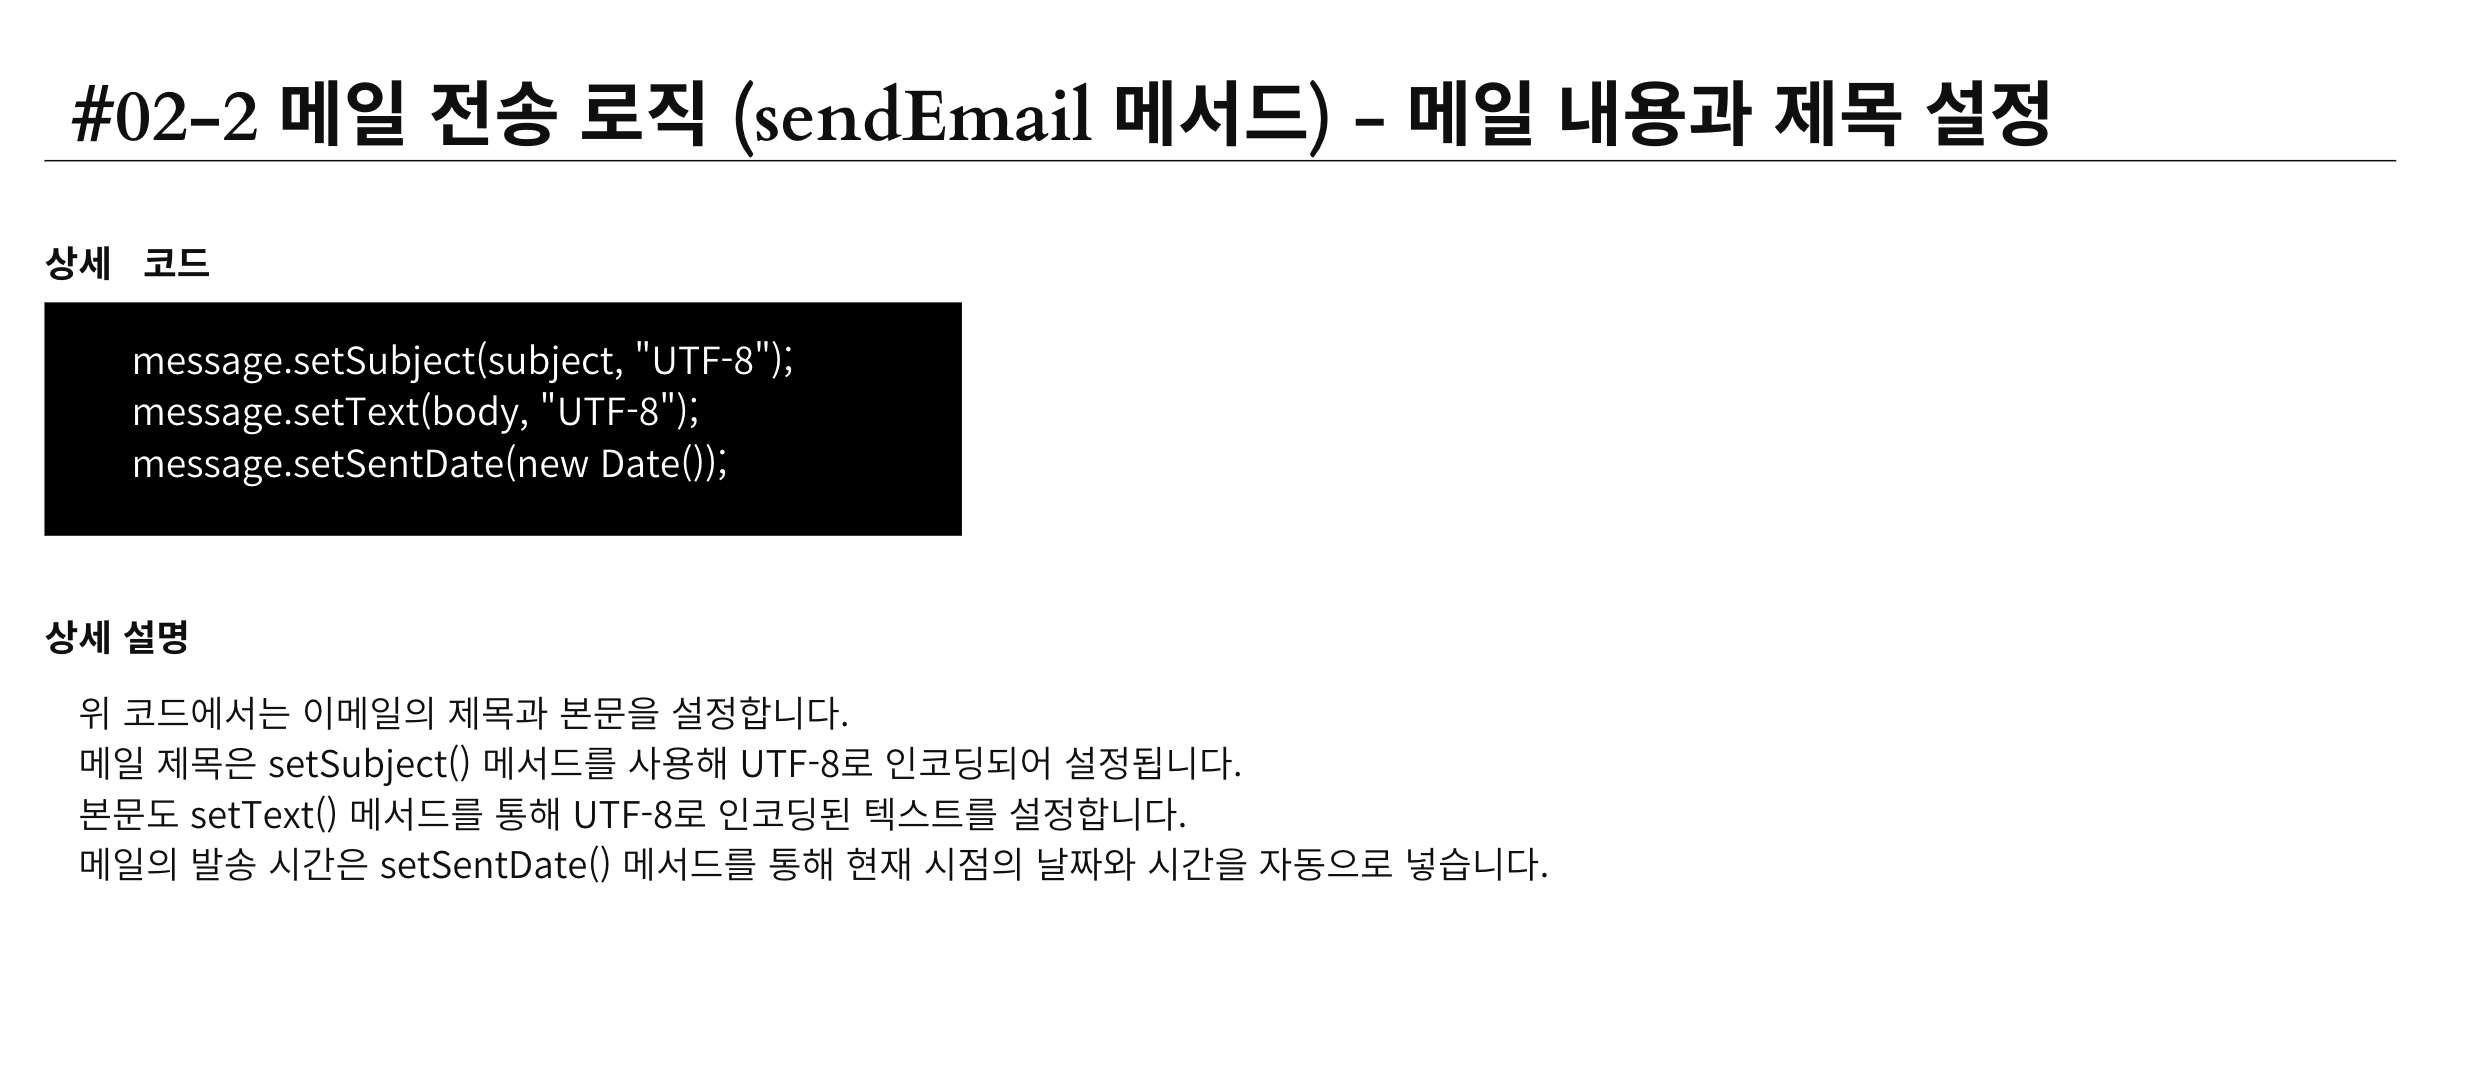 #02-2 메일 전송 로직 (sendEmail 메서드) - 메일 내용과 제목 설정
상세 코드
message.setSubject(subject, "UTF-8");
message.setText(body, "UTF-8");
message.setSentDate(new Date());
상세 설명
위 코드에서는 이메일의 제목과 본문을 설정합니다.
메일 제목은 setSubject() 메서드를 사용해 UTF-8로 인코딩되어 설정됩니다.
본문도 setText() 메서드를 통해 UTF-8로 인코딩된 텍스트를 설정합니다.
메일의 발송 시간은 setSentDate() 메서드를 통해 현재 시점의 날짜와 시간을 자동으로 넣습니다.